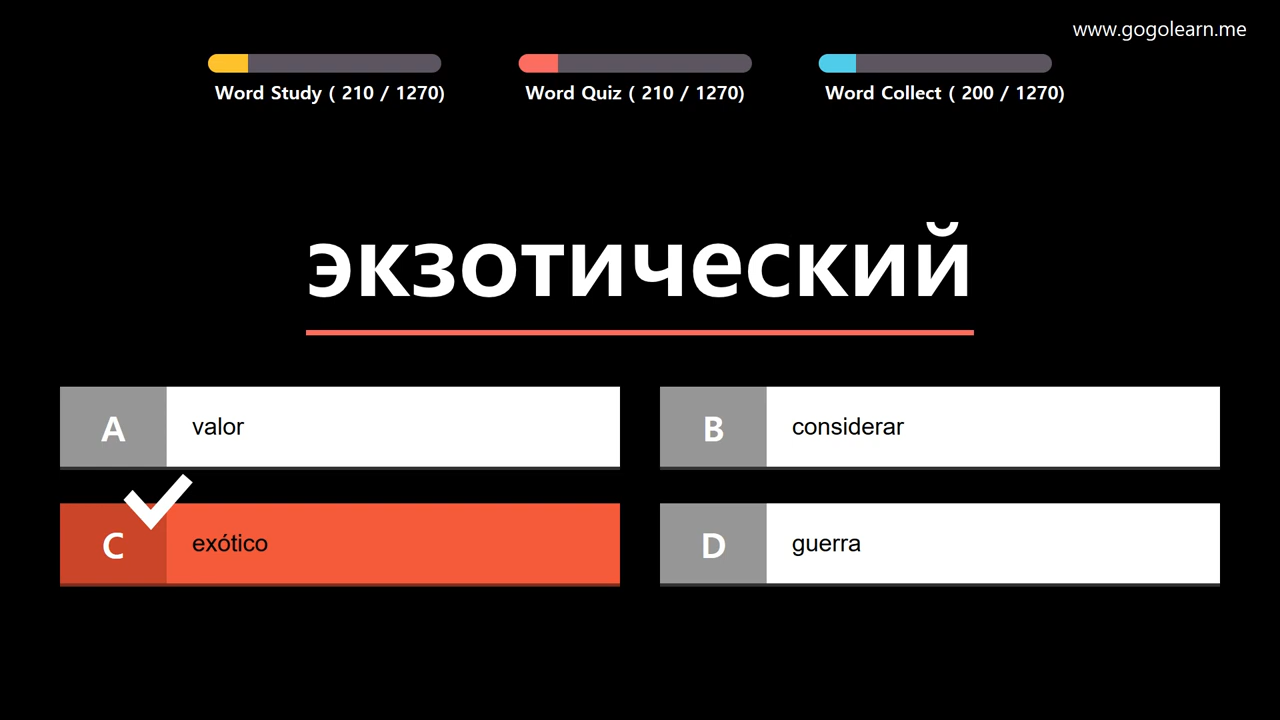 www.gogolearn.me
Word Study ( 210 / 1270)
Word Quiz ( 210 / 1270)
Word Collect ( 200 / 1270)
экзотический
A
valor
B
considerar
C
exótico
D
guerra